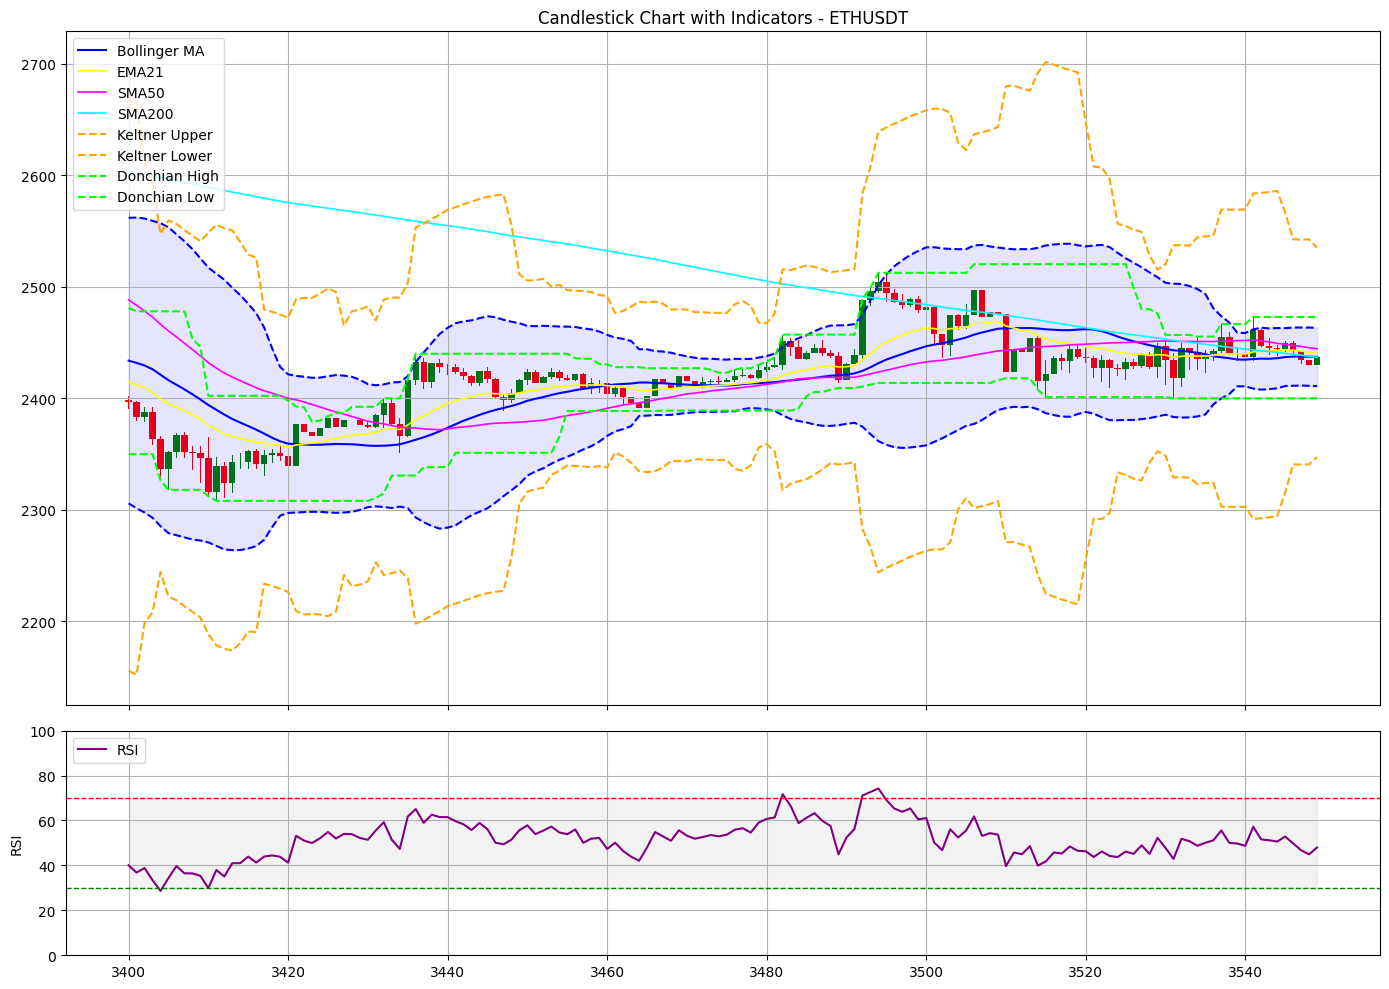 Candlestick Chart with Indicators - ETHUSDT
Bollinger MA
EMA21
SMA50
SMA200
Keltner Upper
Keltner Lower
Donchian High
Donchian Low
2700
2600
2500
2400
2300
2200
RSI
100
80
60
40
20
0
RSI
3400
3420
3440
3460
3480
3500
3520
3540